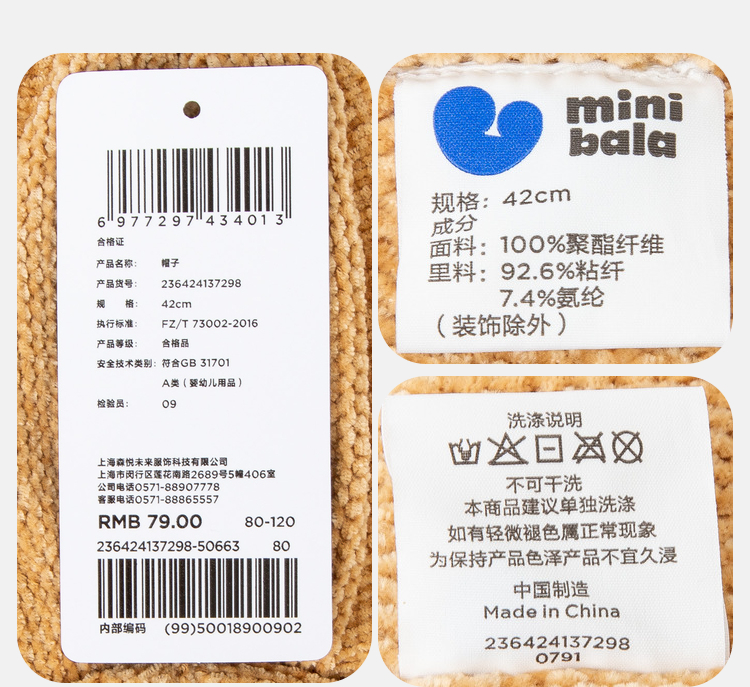 6 977297 434013
合格证
产品名称: 帽子
产品货号: 236424137298
规 格: 42cm
执行标准: FZ/T 73002-2016
产品等级: 合格品
安全技术类别: 符合GB 31701
A类(婴幼儿用品)
检验员: 09
上海森悦未来服饰科技有限公司
上海市闵行区莲花南路2689号5幢406室
公司电话0571-88907778
客服电话0571-88865557
RMB 79.00 80-120
236424137298-50663 80
内部编码 (99)50018900902
mini
bala
规格: 42cm
成分
面料: 100%聚酯纤维
里料: 92.6%粘纤
7.4%氨纶
(装饰除外)
洗涤说明
不可干洗
本商品建议单独洗涤
如有轻微褪色属正常现象
为保持产品色泽产品不宜久浸
中国制造
Made in China
236424137298
0791